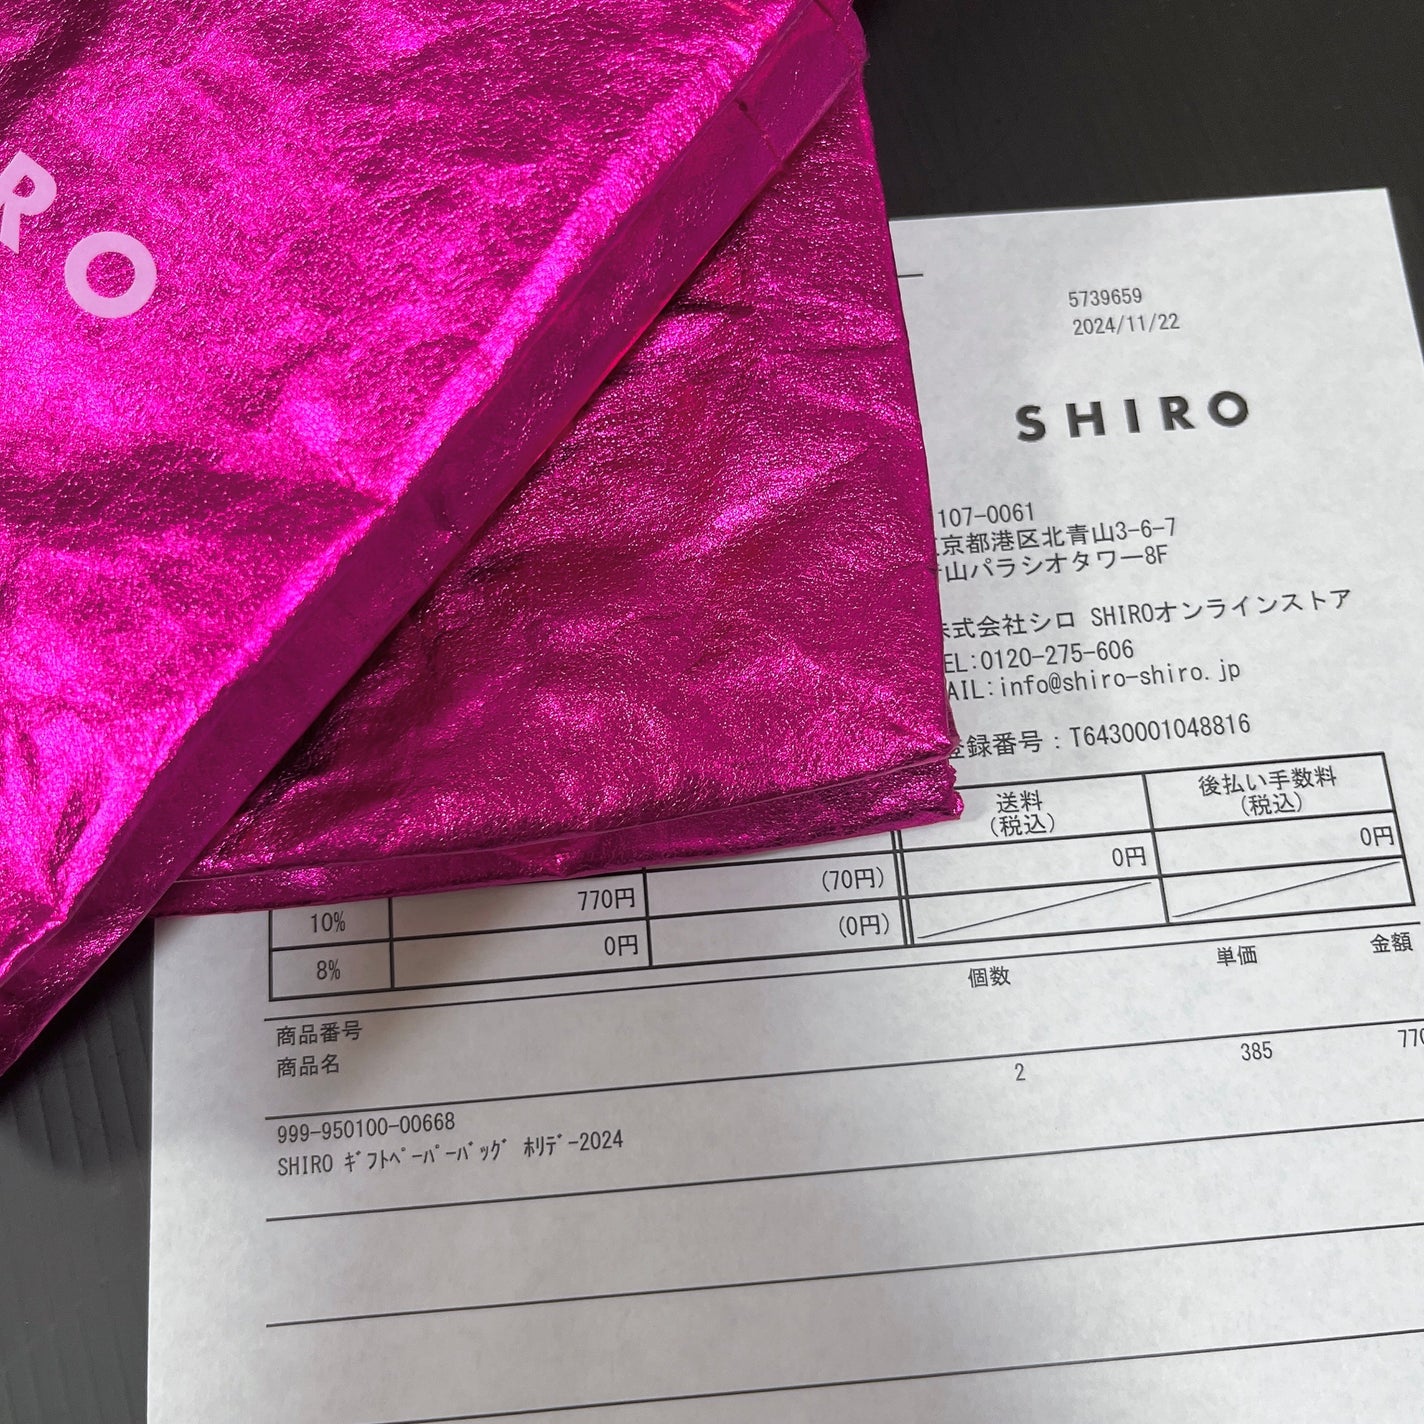 RO
5739659
2024/11/22
SHIRO
107-0061
京都港区北青山3-6-7
山パラシオタワー8F
式会社シロ SHIROオンラインストア
EL:0120-275-606
AIL:info@shiro-shiro.jp
登録番号:T6430001048816
送料
(税込)
後払い手数料
(税込)
0円
0円
10%
770円
(70円)
8%
0円
(0円)
商品番号
商品名
個数
単価
金額
999-950100-00668
SHIRO ギフトペーパーバッグ ホリデー2024
2
385
770